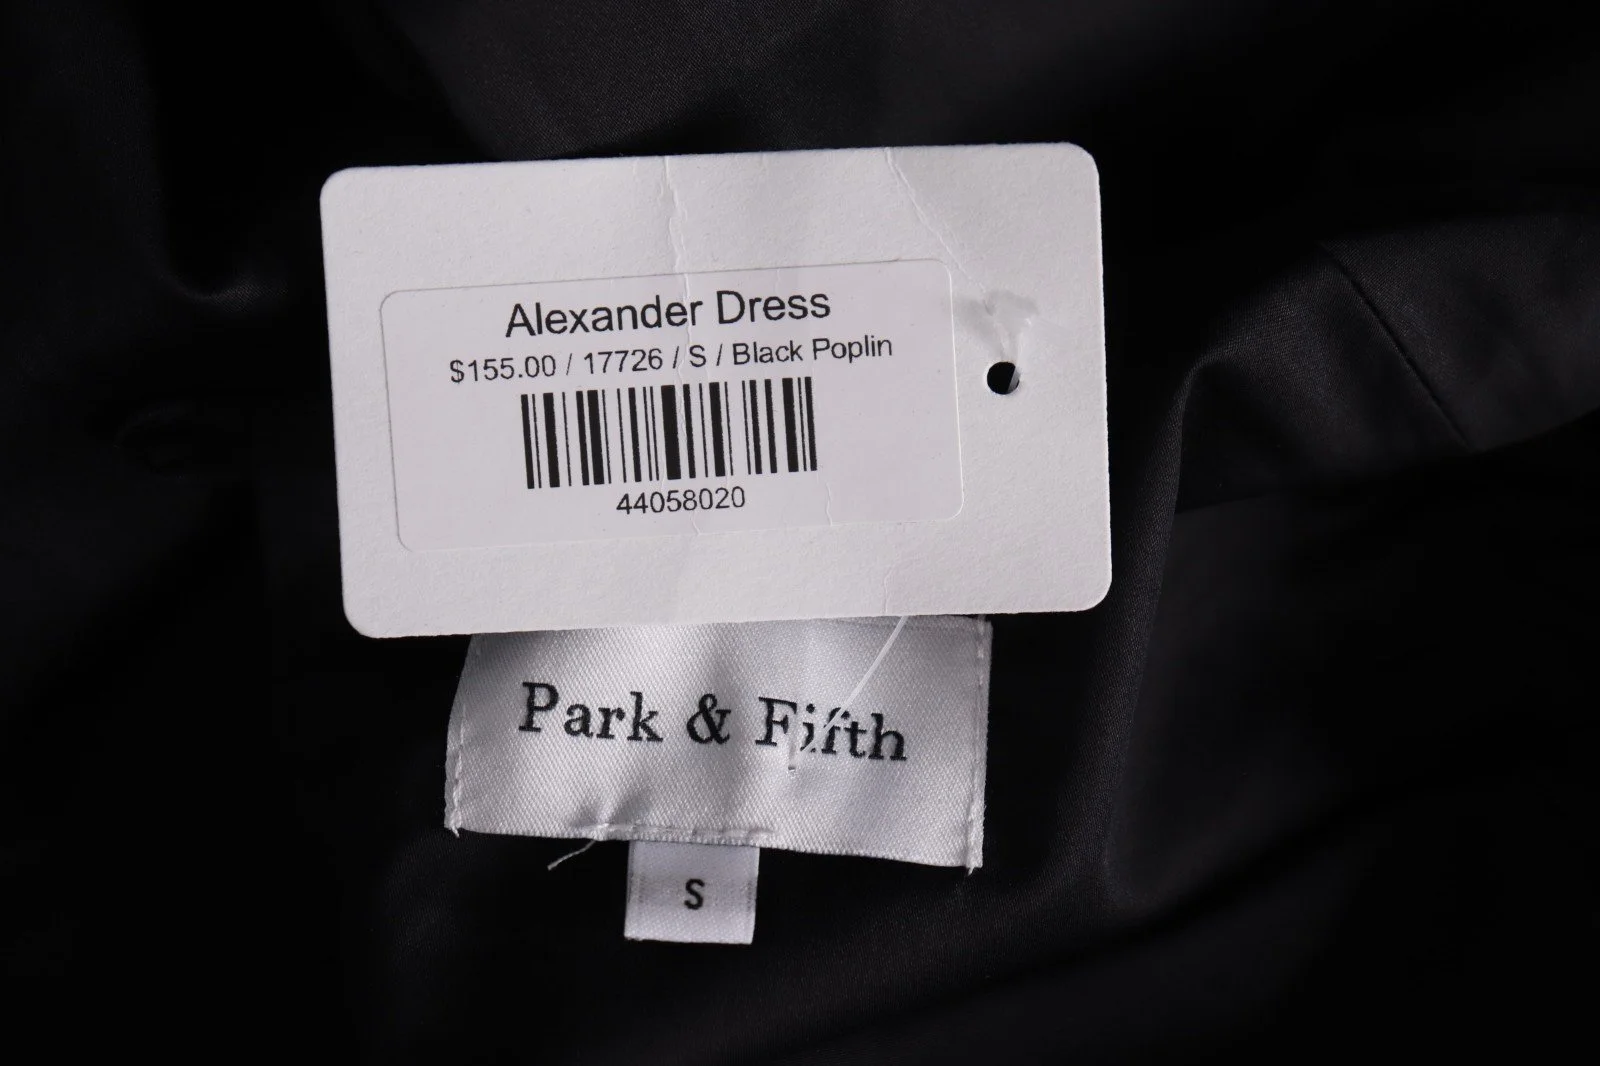 Alexander Dress
$155.00 / 17726 / S / Black Poplin
44058020
Park & Fifth
S